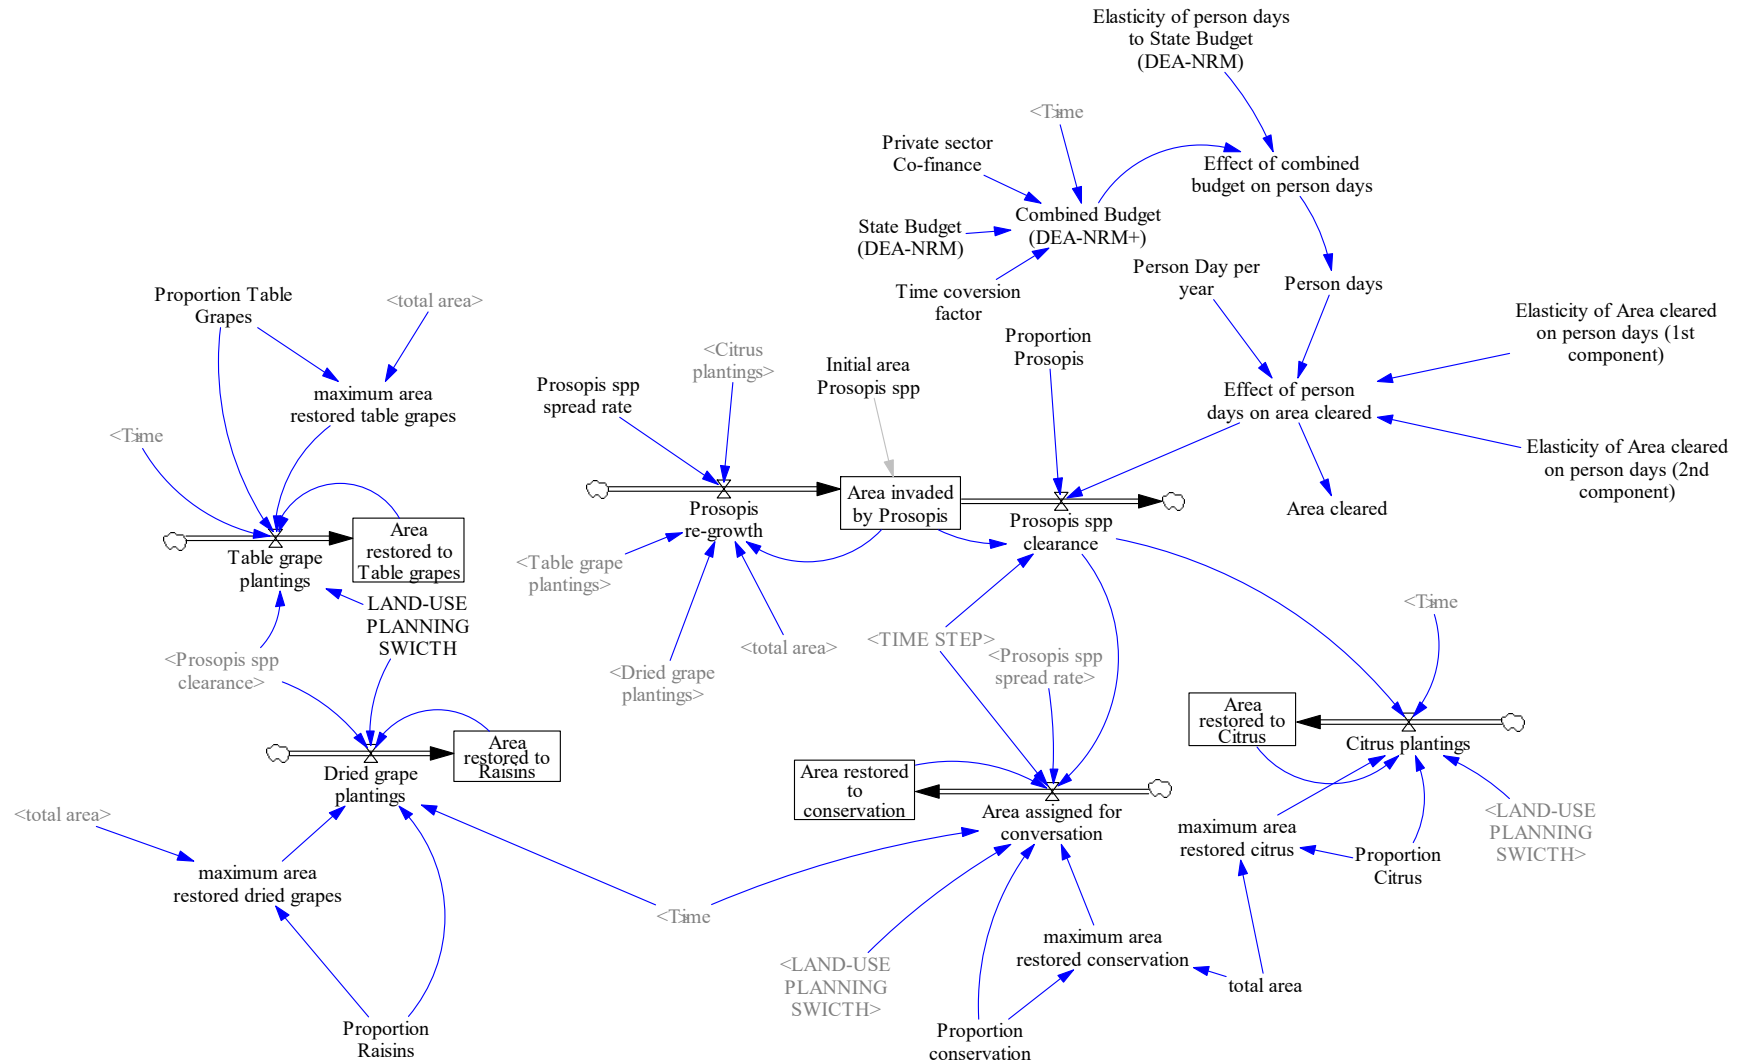 Elasticity of person days
to State Budget
(DEA-NRM)
<Time
Private sector
Co-finance
Effect of combined
budget on person days
State Budget
(DEA-NRM)
Combined Budget
(DEA-NRM+)
Time coversion
factor
Person Day per
year
Person days
Elasticity of Area cleared
on person days (1st
component)
Proportion Table
Grapes
<total area>
<Citrus
plantings>
Initial area
Prosopis spp
Proportion
Prosopis
Prosopis spp
spread rate
maximum area
restored table grapes
Effect of person
days on area cleared
<Time
Elasticity of Area cleared
on person days (2nd
component)
Area invaded
by Prosopis
Prosopis
re-growth
Prosopis spp
clearance
Area cleared
Area
restored to
Table grapes
Table grape
plantings
<Table grape
plantings>
LAND-USE
PLANNING
SWICTH
<Prosopis spp
clearance>
<Dried grape
plantings>
<total area>
<TIME STEP>
<Prosopis spp
spread rate>
<Time
Area
restored to
Raisins
Dried grape
plantings
Area
restored to
Citrus
Citrus plantings
Area restored
to
conservation
Area assigned for
conversation
<total area>
maximum area
restored dried grapes
maximum area
restored citrus
Proportion
Citrus
<LAND-USE
PLANNING
SWICTH>
<Time
<LAND-USE
PLANNING
SWICTH>
maximum area
restored conservation
total area
Proportion
Raisins
Proportion
conservation